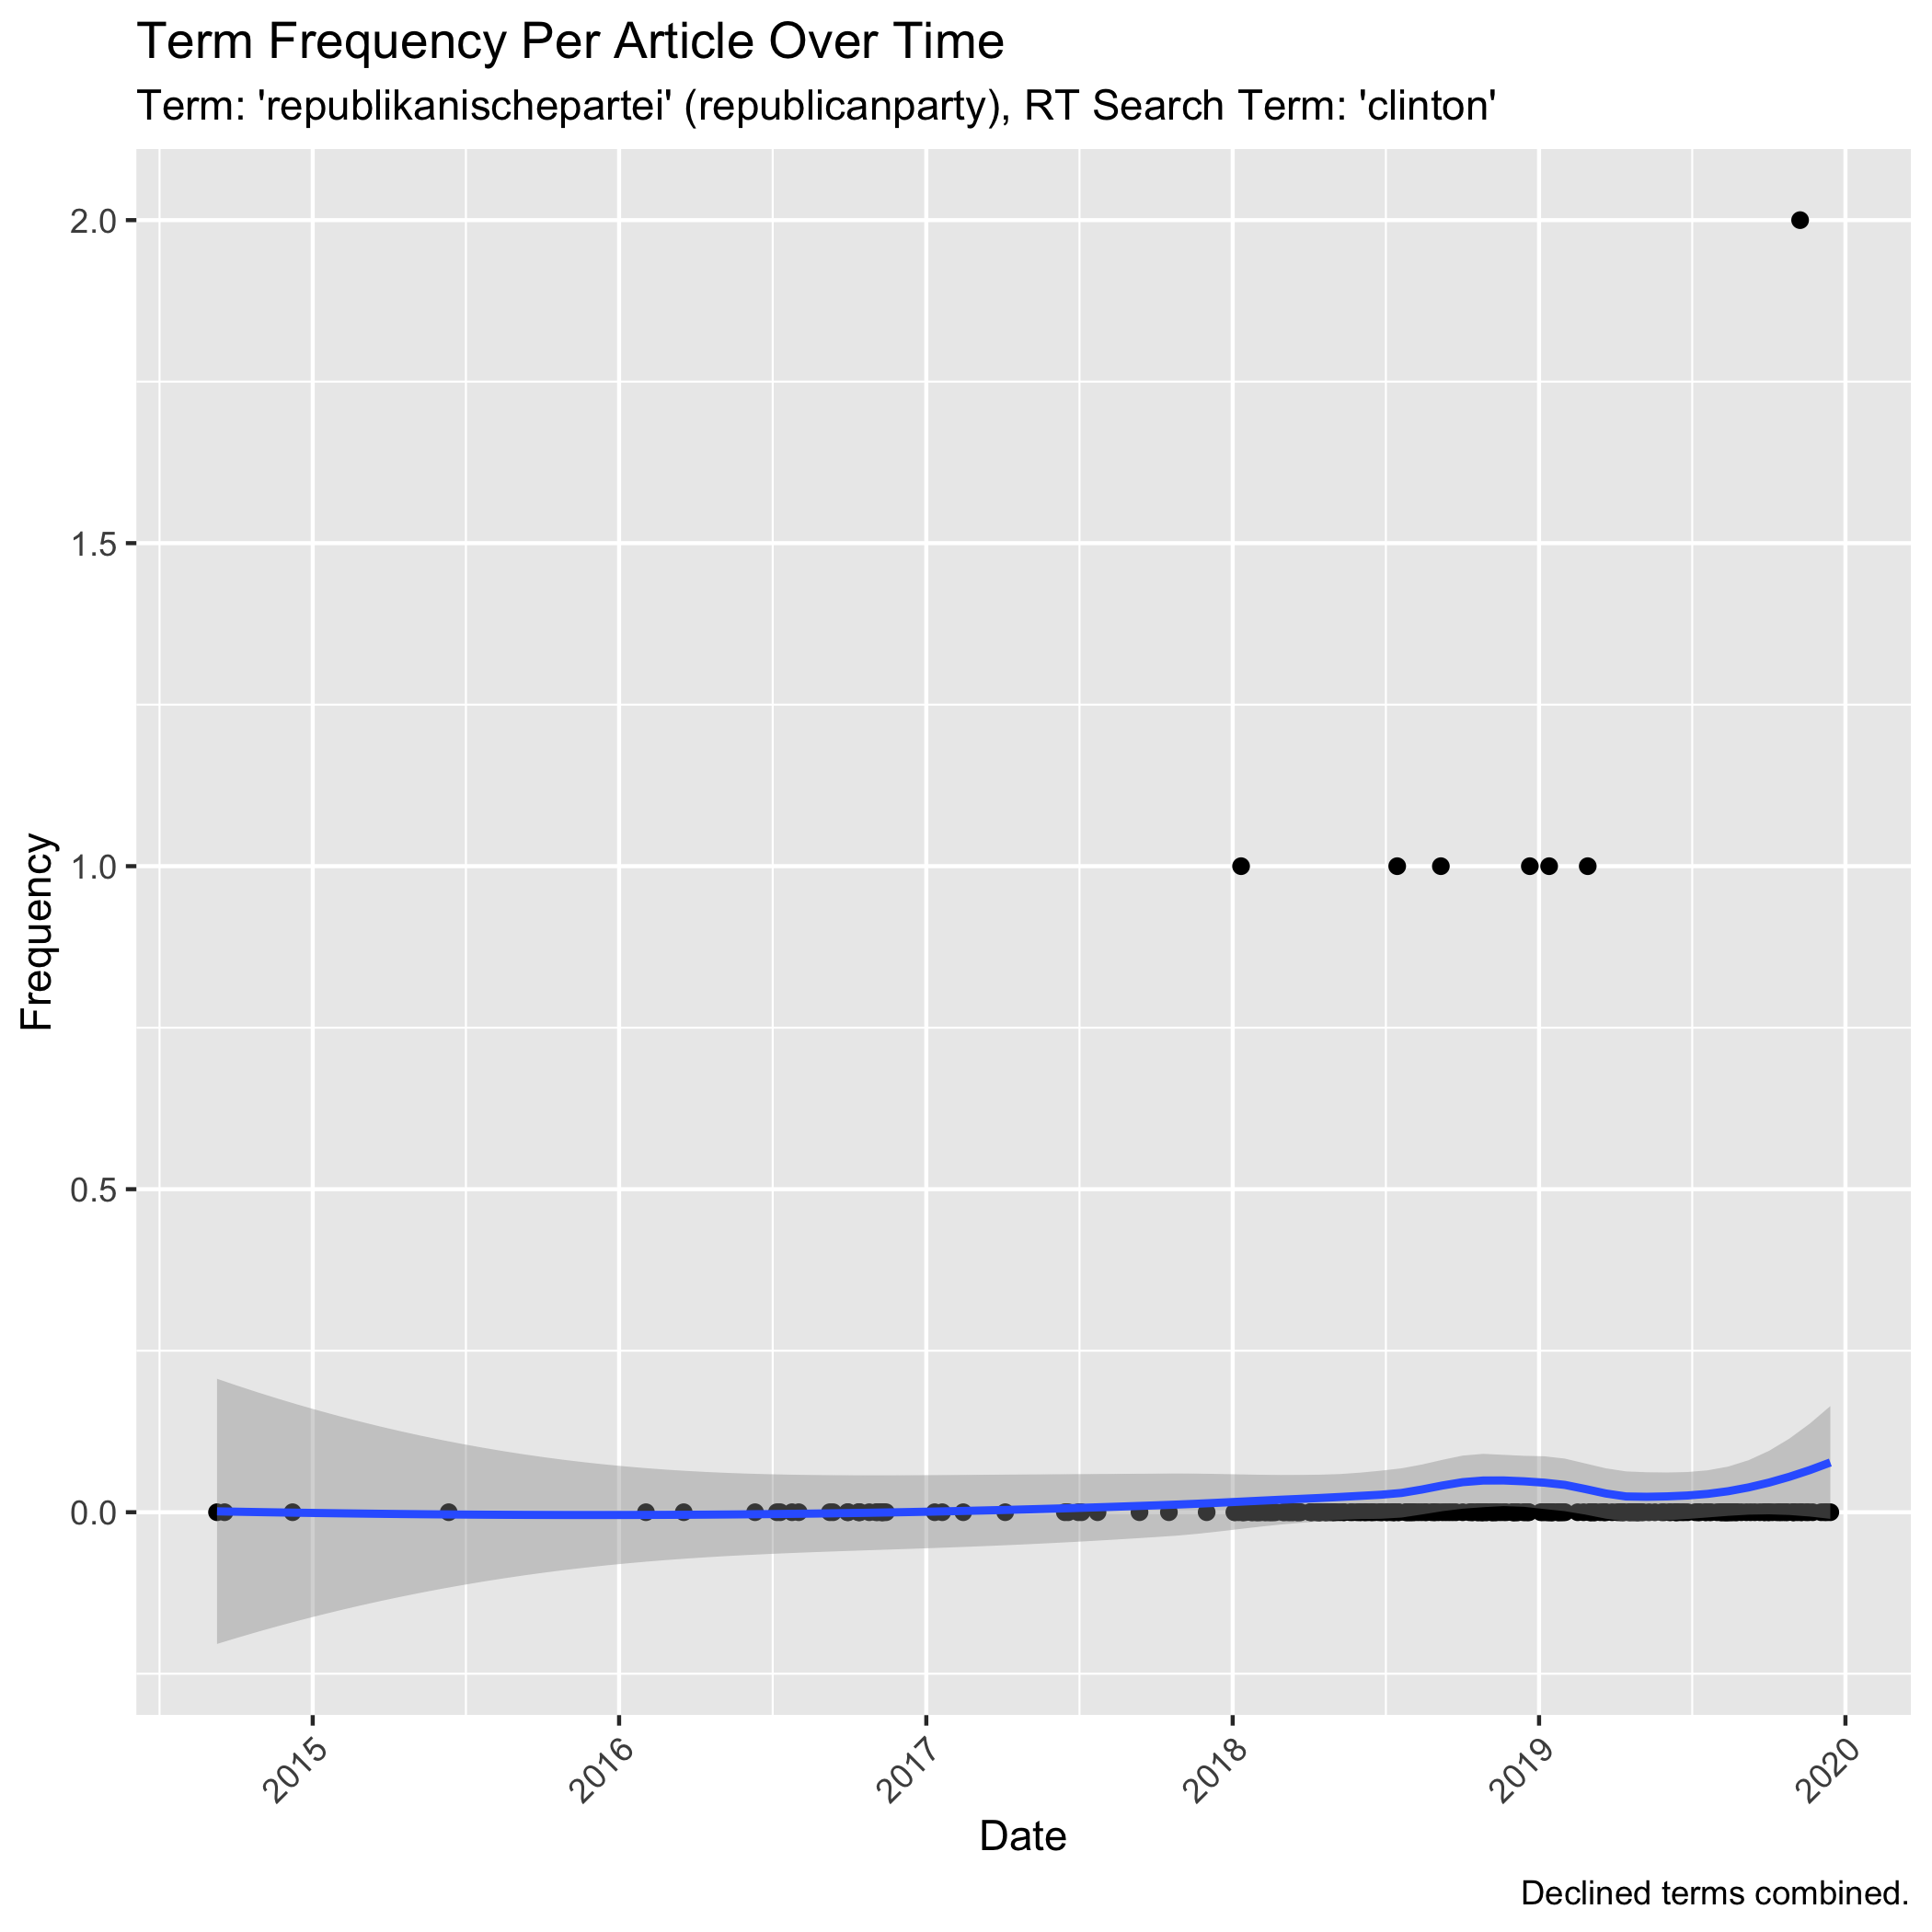 Term Frequency Per Article Over Time
Term: 'republikanischepartei' (republicanparty), RT Search Term: 'clinton'
Frequency
2.0
1.5
1.0
0.5
0.0
2015
2016
2017
2018
2019
2020
Date
Declined terms combined.